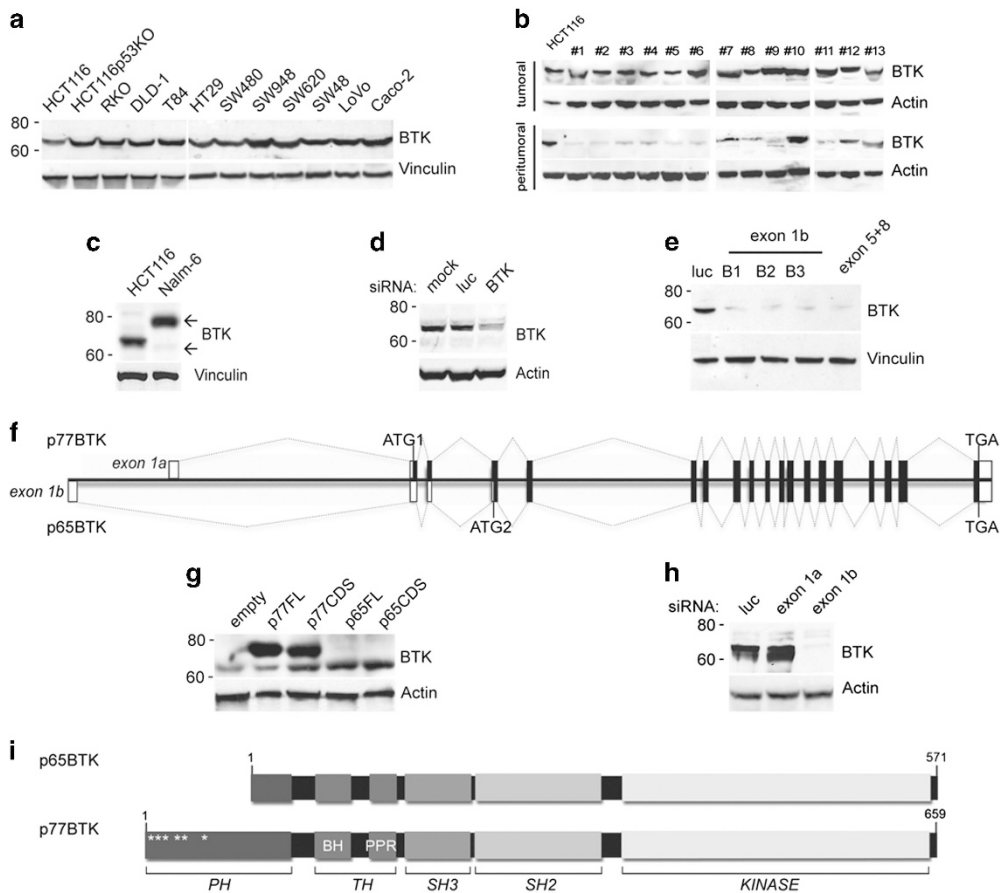 a
HCT116
HCT116p53KO
RKO
DLD-1
T84
HT29
SW480
SW948
SW620
SW48
LoVo
Caco-2
80 -
60 -
BTK
Vinculin
b
HCT116
#1 #2 #3 #4 #5 #6 #7 #8 #9 #10 #11 #12 #13
tumoral
BTK
Actin
peritumoral
BTK
Actin
c
HCT116
Nalm-6
80 -
60 -
BTK
Vinculin
d
siRNA:
mock
luc
BTK
80 -
60 -
BTK
Actin
e
exon 1b
luc B1 B2 B3
exon 5+8
80 -
60 -
BTK
Vinculin
f
p77BTK
ATG1
TGA
exon 1a
exon 1b
p65BTK
ATG2
TGA
g
empty
p77FL
p77CDS
p65FL
p65CDS
80 -
60 -
BTK
Actin
h
siRNA:
luc
exon 1a
exon 1b
80 -
60 -
BTK
Actin
i
p65BTK
1
571
p77BTK
1
659
*** ** *
BH
PPR
PH
TH
SH3
SH2
KINASE